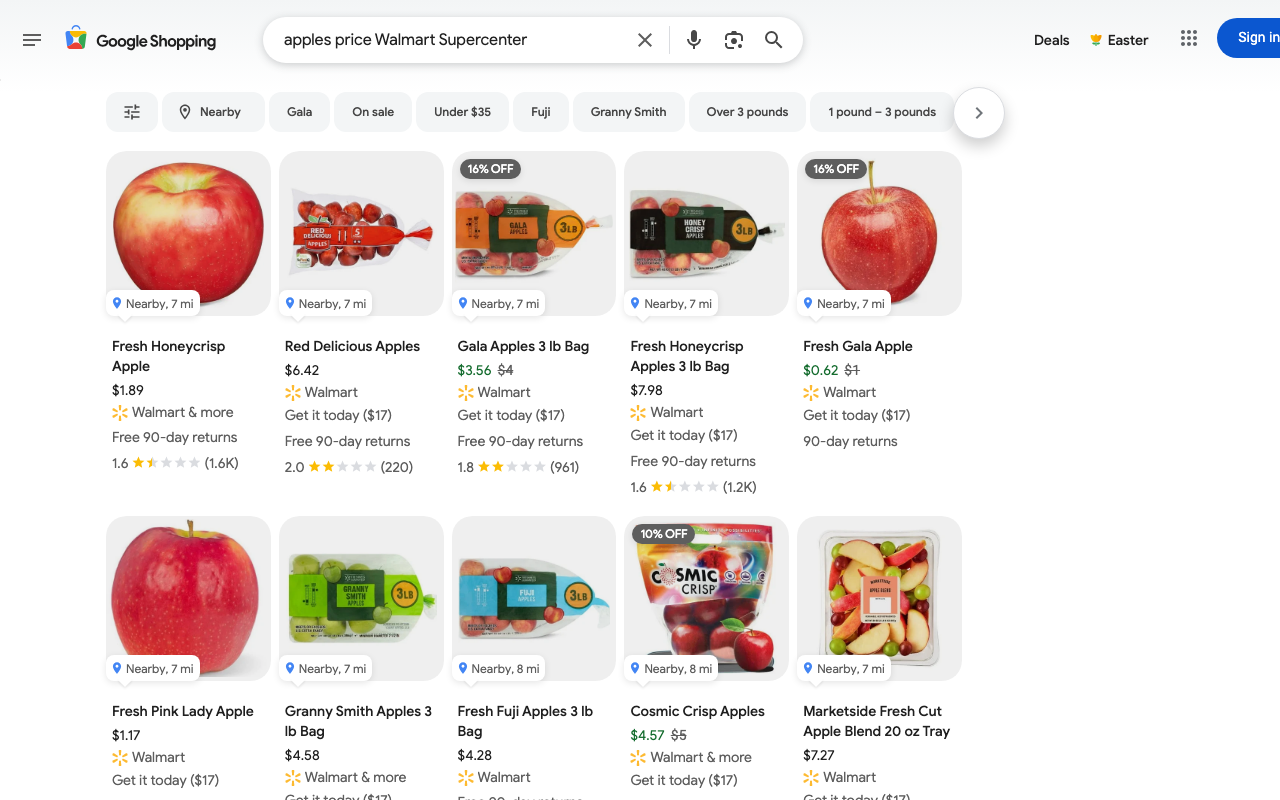 Google Shopping
apples price Walmart Supercenter
Deals
Easter
Sign in
Nearby
Gala
On sale
Under $35
Fuji
Granny Smith
Over 3 pounds
1 pound – 3 pounds
RED DELICIOUS
APPLES
16% OFF
GALA
APPLES
3LB
HONEY
CRISP
APPLES
3LB
16% OFF
Nearby, 7 mi
Nearby, 7 mi
Nearby, 7 mi
Nearby, 7 mi
Nearby, 7 mi
Fresh Honeycrisp
Apple
$1.89
Walmart & more
Free 90-day returns
1.6 (1.6K)
Red Delicious Apples
$6.42
Walmart
Get it today ($17)
Free 90-day returns
2.0 (220)
Gala Apples 3 lb Bag
$3.56 $4
Walmart
Get it today ($17)
Free 90-day returns
1.8 (961)
Fresh Honeycrisp
Apples 3 lb Bag
$7.98
Walmart
Get it today ($17)
Free 90-day returns
1.6 (1.2K)
Fresh Gala Apple
$0.62 $1
Walmart
Get it today ($17)
90-day returns
GRANNY
SMITH
APPLES
3LB
FUJI
APPLES
3LB
10% OFF
COSMIC
CRISP
MARKETSIDE
APPLE BLEND
Nearby, 7 mi
Nearby, 7 mi
Nearby, 8 mi
Nearby, 8 mi
Nearby, 7 mi
Fresh Pink Lady Apple
$1.17
Walmart
Get it today ($17)
Granny Smith Apples 3
lb Bag
$4.58
Walmart & more
Get it today ($17)
Fresh Fuji Apples 3 lb
Bag
$4.28
Walmart
Free 90-day returns
Cosmic Crisp Apples
$4.57 $5
Walmart & more
Get it today ($17)
Marketside Fresh Cut
Apple Blend 20 oz Tray
$7.27
Walmart
Get it today ($17)